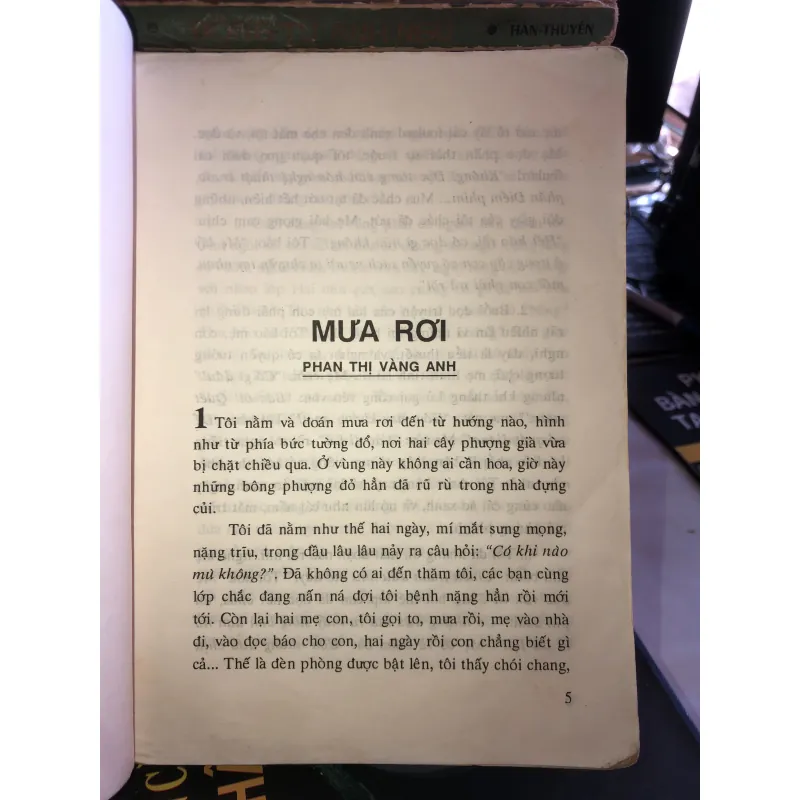 HÀN-THUYÊN
MƯA RƠI
PHAN THỊ VÀNG ANH
1 Tôi nằm và đoán mưa rơi đến từ hướng nào, hình
như từ phía bức tường đổ, nơi hai cây phượng già vừa
bị chặt chiều qua. Ở vùng này không ai cần hoa, giờ này
những bông phượng đỏ hẳn đã rũ rù trong nhà đựng
củi.
Tôi đã nằm như thế hai ngày, mí mắt sưng mọng,
nặng trĩu, trong đầu lâu lâu nảy ra câu hỏi: “Có khi nào
mù không?”. Đã không có ai đến thăm tôi, các bạn cùng
lớp chắc đang nấn ná đợi tôi bệnh nặng hẳn rồi mới
tới. Còn lại hai mẹ con, tôi gọi to, mưa rồi, mẹ vào nhà
đi, vào đọc báo cho con, hai ngày rồi con chẳng biết gì
cả... Thế là đèn phòng được bật lên, tôi thấy chói chang,
5